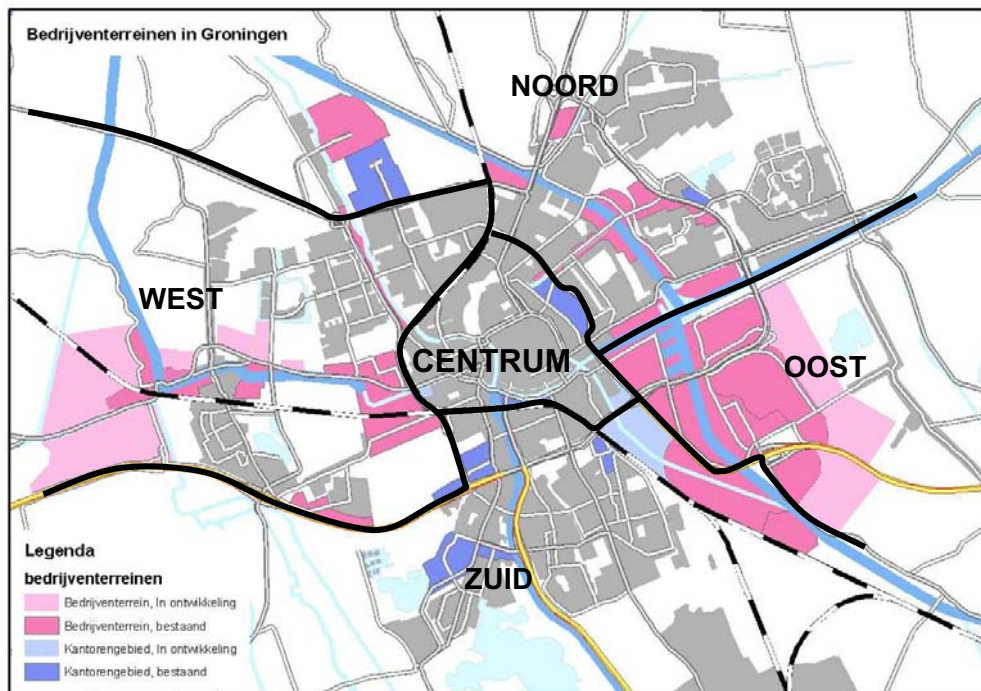 Bedrijventerreinen in Groningen
NOORD
WEST
CENTRUM
OOST
ZUID
Legenda
bedrijventerreinen
Bedrijventerrein, In ontwikkeling
Bedrijventerrein, bestaand
Kantorengebied, In ontwikkeling
Kantorengebied, bestaand